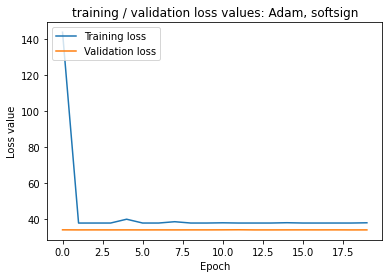 training / validation loss values: Adam, softsign
Training loss
Validation loss
140
120
100
80
60
40
Loss value
0.0 2.5 5.0 7.5 10.0 12.5 15.0 17.5
Epoch